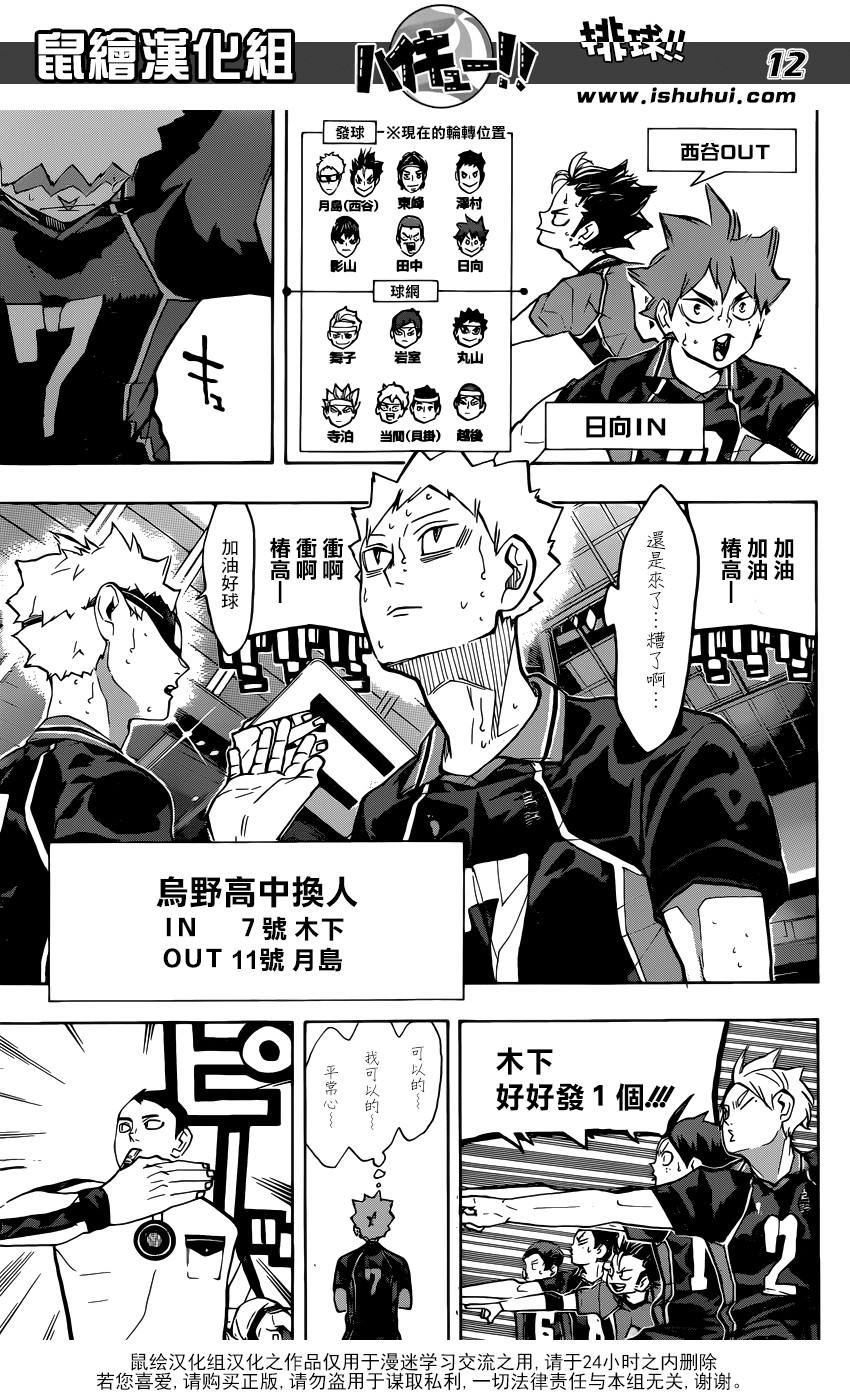 鼠繪漢化組
ハイキュー!!
排球!!
12
www.ishuhui.com
西谷OUT
日向IN
發球 ※現在的輪轉位置
月島(西谷) 東峰 澤村
影山 田中 日向
球網
舞子 岩室 丸山
寺泊 当間(貝掛) 越後
7
加油
加油
椿高ー
還是來了…糟了啊…
衝啊
衝啊
椿高ー
加油好球
烏野高中換人
IN 7號 木下
OUT 11號 月島
木下
好好發1個!!!
1
2
6
可以的~
我可以的~
平常心~
7
ピ
鼠绘汉化组汉化之作品仅用于漫迷学习交流之用,请于24小时之内删除
若您喜爱,请购买正版,请勿盗用于谋取私利,一切法律责任与本组无关,谢谢。